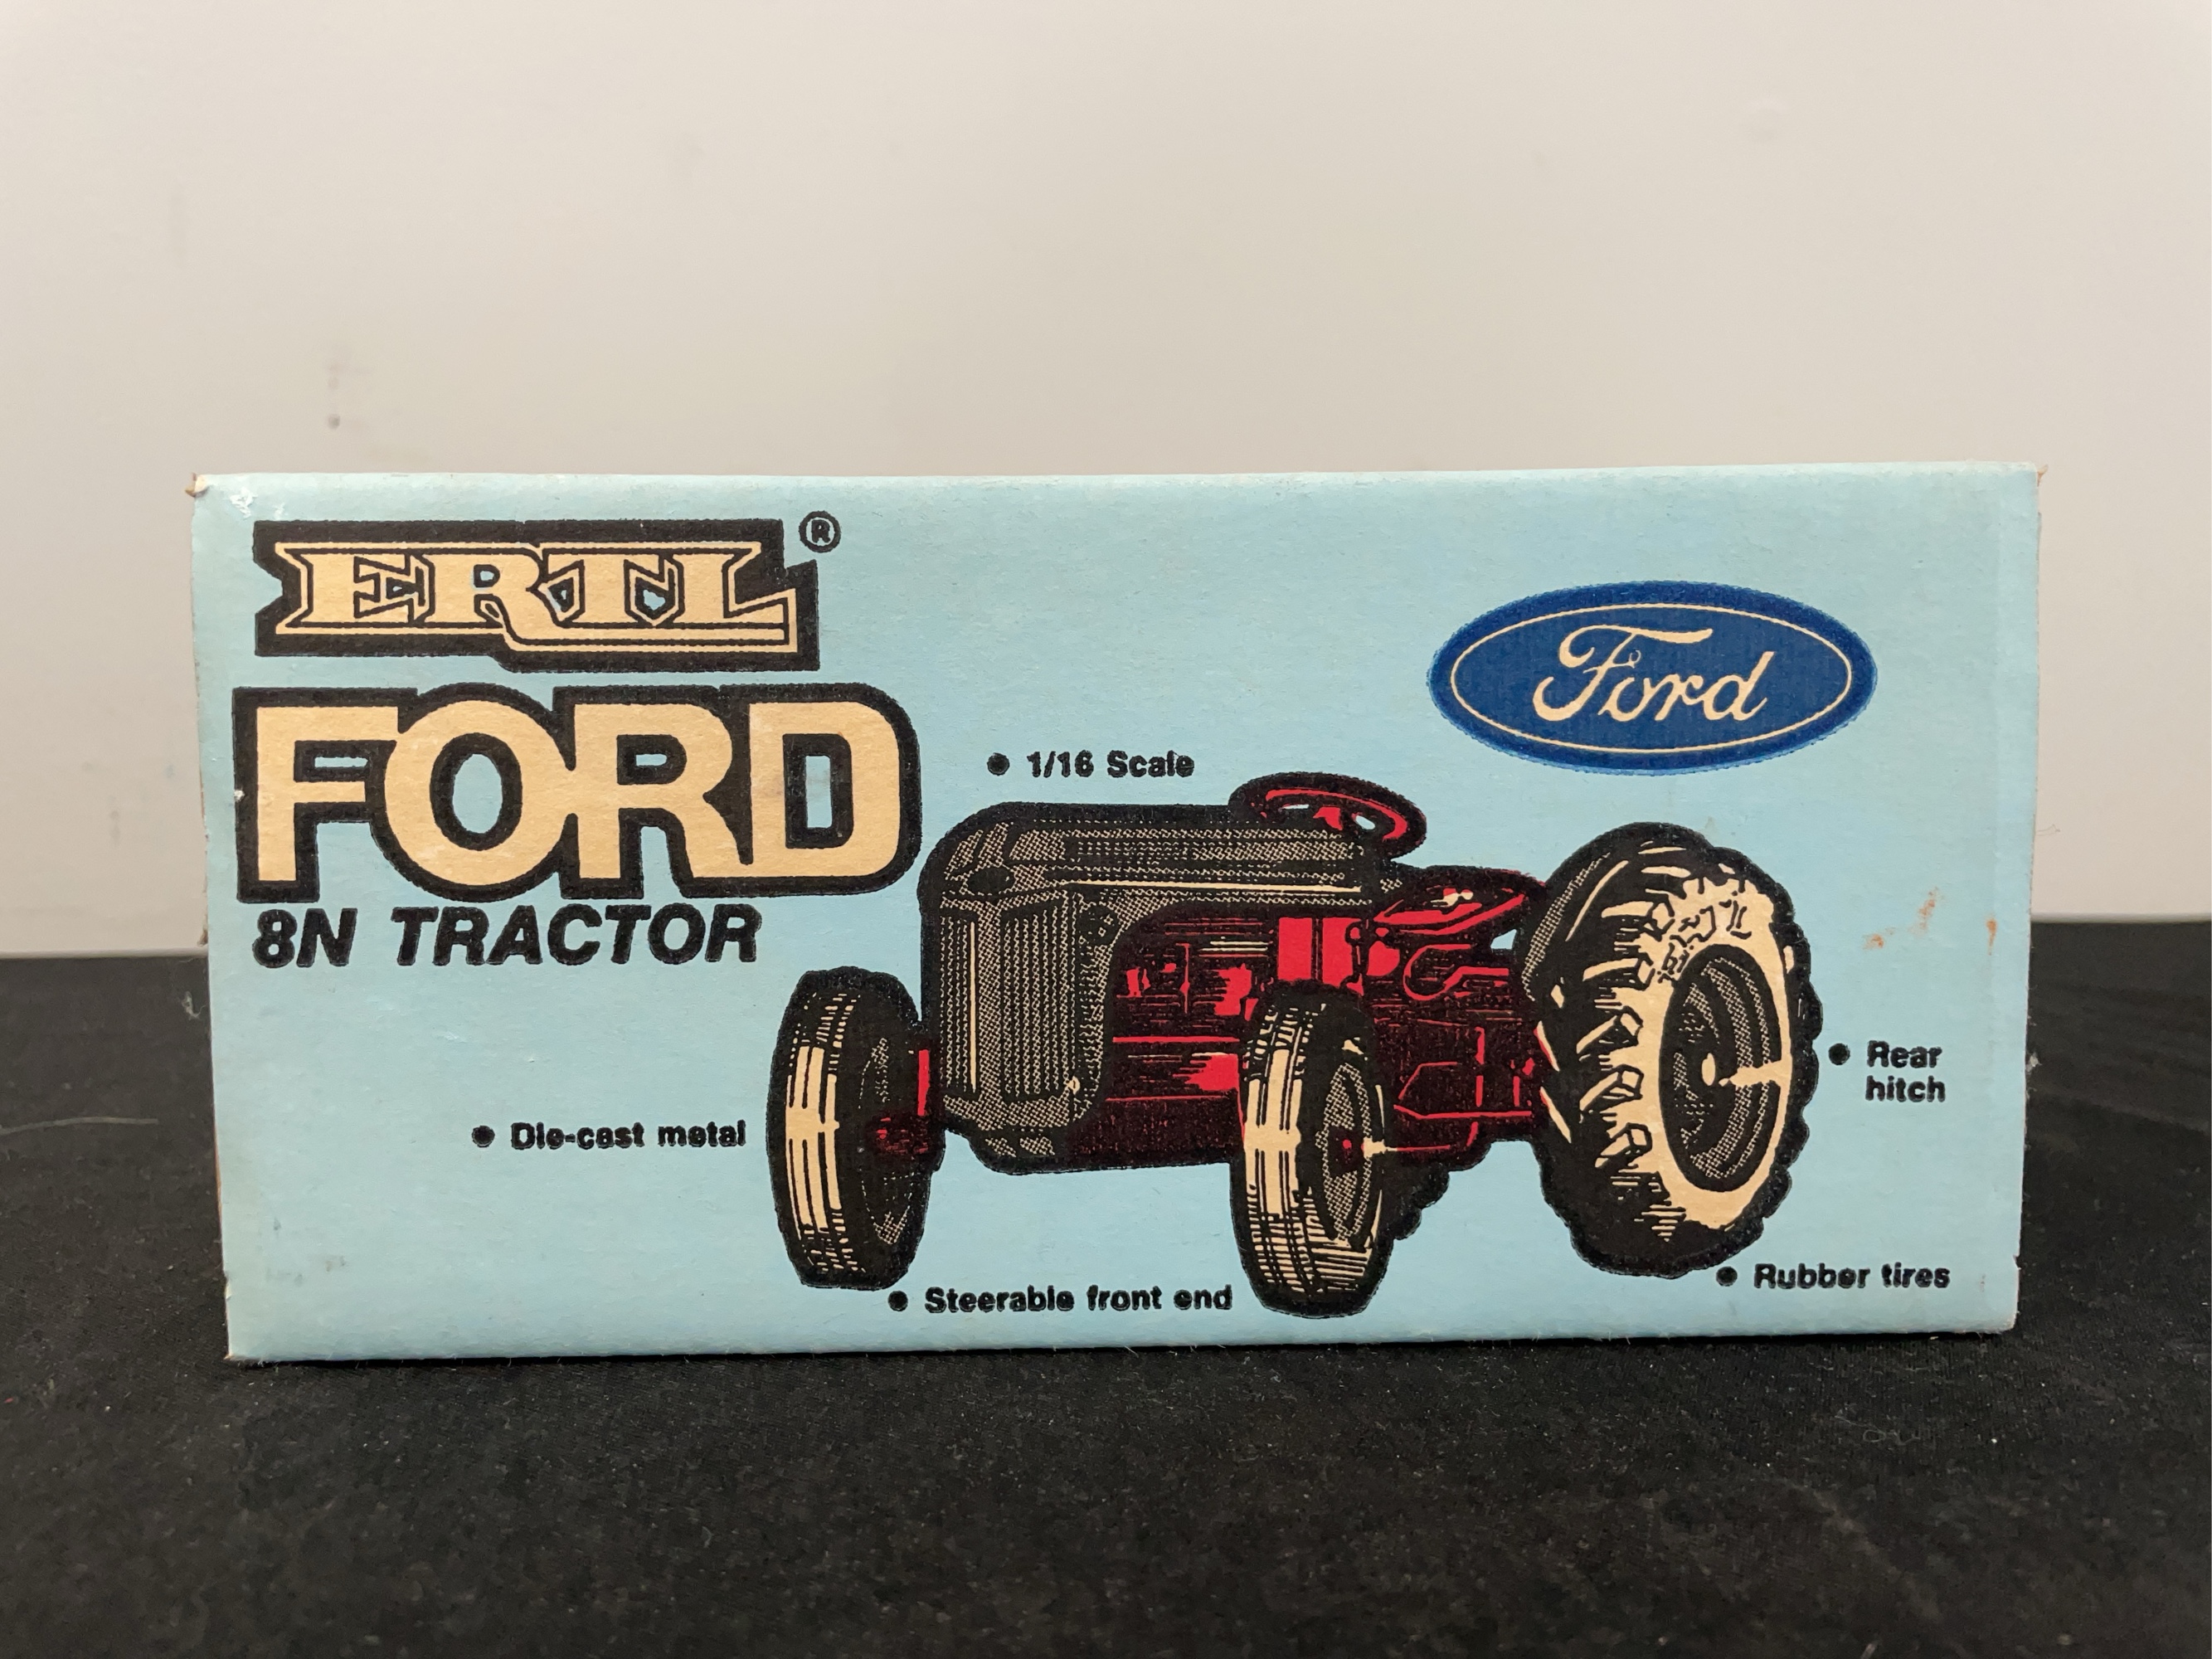 ERTL®
FORD
8N TRACTOR
Ford
• 1/16 Scale
• Rear
hitch
• Die-cast metal
• Rubber tires
• Steerable front end